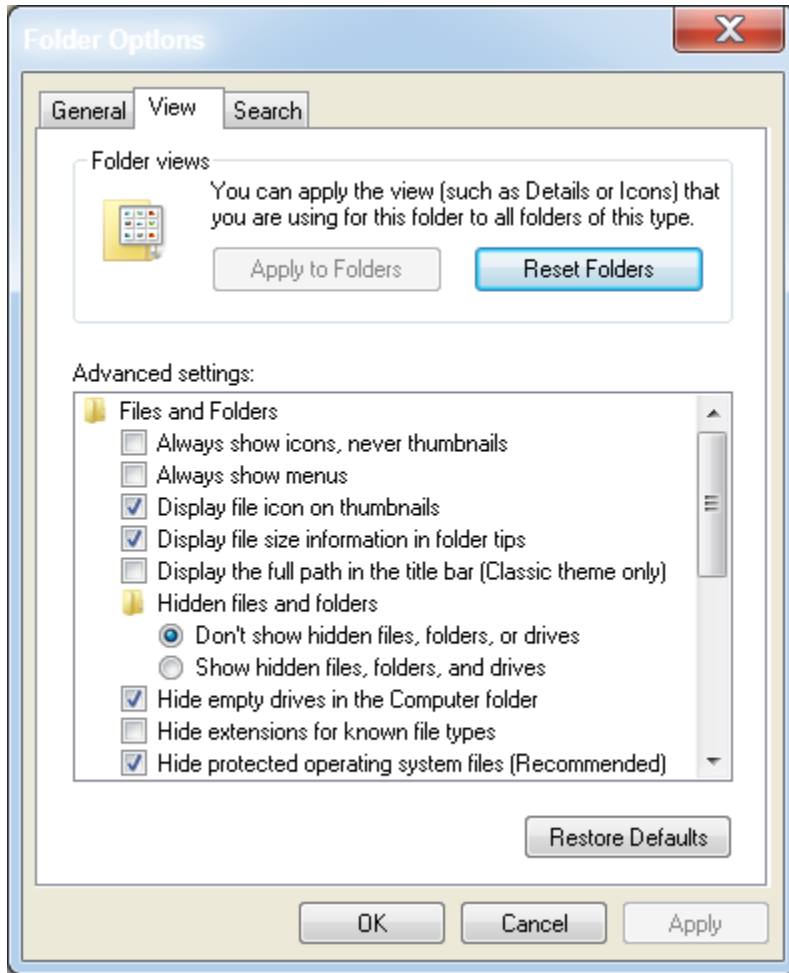 Folder Options
General View Search
Folder views
You can apply the view (such as Details or Icons) that
you are using for this folder to all folders of this type.
Apply to Folders Reset Folders
Advanced settings:
Files and Folders
Always show icons, never thumbnails
Always show menus
Display file icon on thumbnails
Display file size information in folder tips
Display the full path in the title bar (Classic theme only)
Hidden files and folders
Don't show hidden files, folders, or drives
Show hidden files, folders, and drives
Hide empty drives in the Computer folder
Hide extensions for known file types
Hide protected operating system files (Recommended)
Restore Defaults
OK Cancel Apply